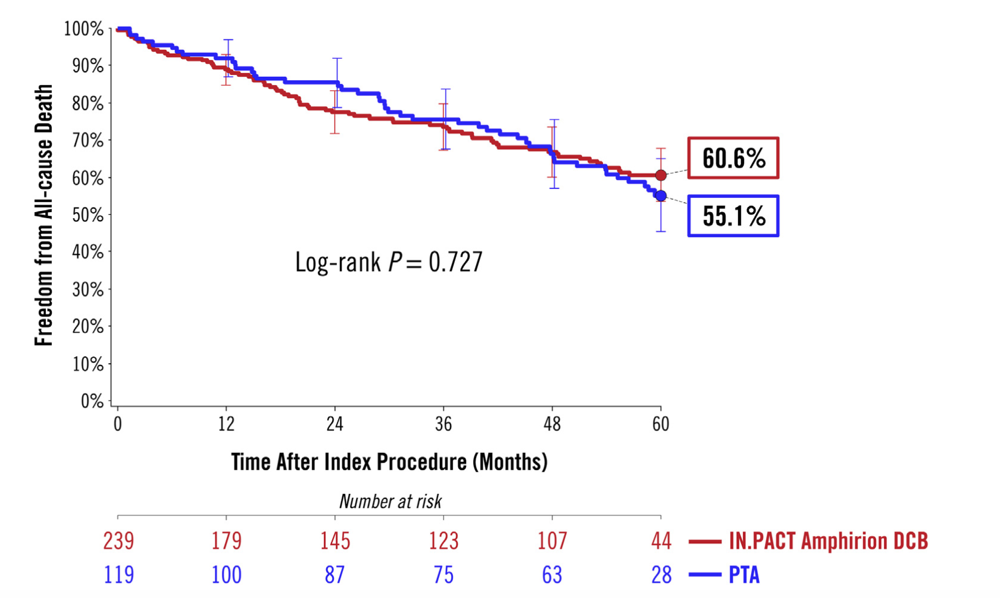 Freedom from All-cause Death
100%
90%
80%
70%
60%
50%
40%
30%
20%
10%
0%
60.6%
55.1%
Log-rank P = 0.727
0 12 24 36 48 60
Time After Index Procedure (Months)
Number at risk
239 179 145 123 107 44 IN.PACT Amphirion DCB
119 100 87 75 63 28 PTA